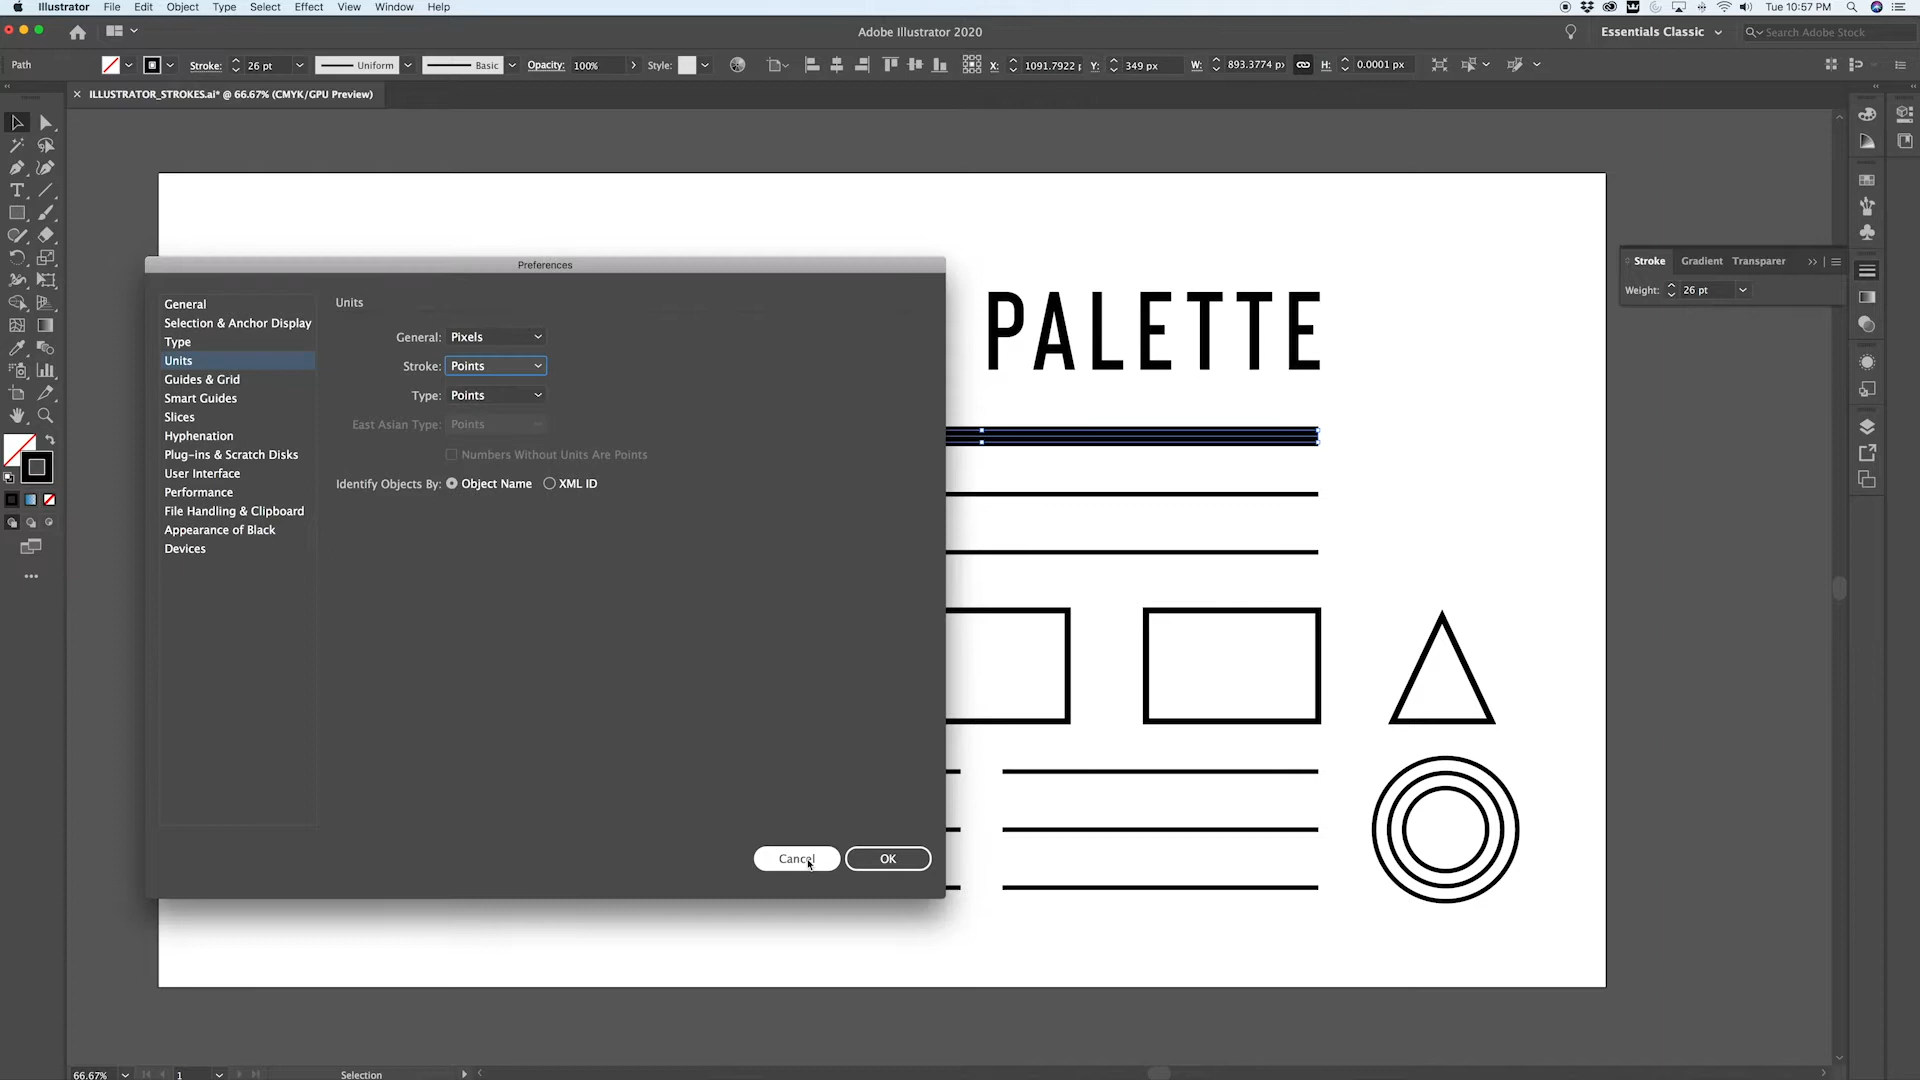 Illustrator File Edit Object Type Select Effect View Window Help Tue 10:57 PM
Adobe Illustrator 2020 Essentials Classic Search Adobe Stock
Path Stroke: 26 pt Uniform Basic Opacity: 100% Style: X: 1091.7922 p Y: 349 px W: 893.3774 px H: 0.0001 px
ILLUSTRATOR_STROKES.ai* @ 66.67% (CMYK/GPU Preview)
PALETTE
Stroke Gradient Transparer
Weight: 26 pt
Preferences
General
Selection & Anchor Display
Type
Units
Guides & Grid
Smart Guides
Slices
Hyphenation
Plug-ins & Scratch Disks
User Interface
Performance
File Handling & Clipboard
Appearance of Black
Devices
Units
General: Pixels
Stroke: Points
Type: Points
East Asian Type: Points
Numbers Without Units Are Points
Identify Objects By: Object Name XML ID
Cancel OK
66.67% 1 Selection